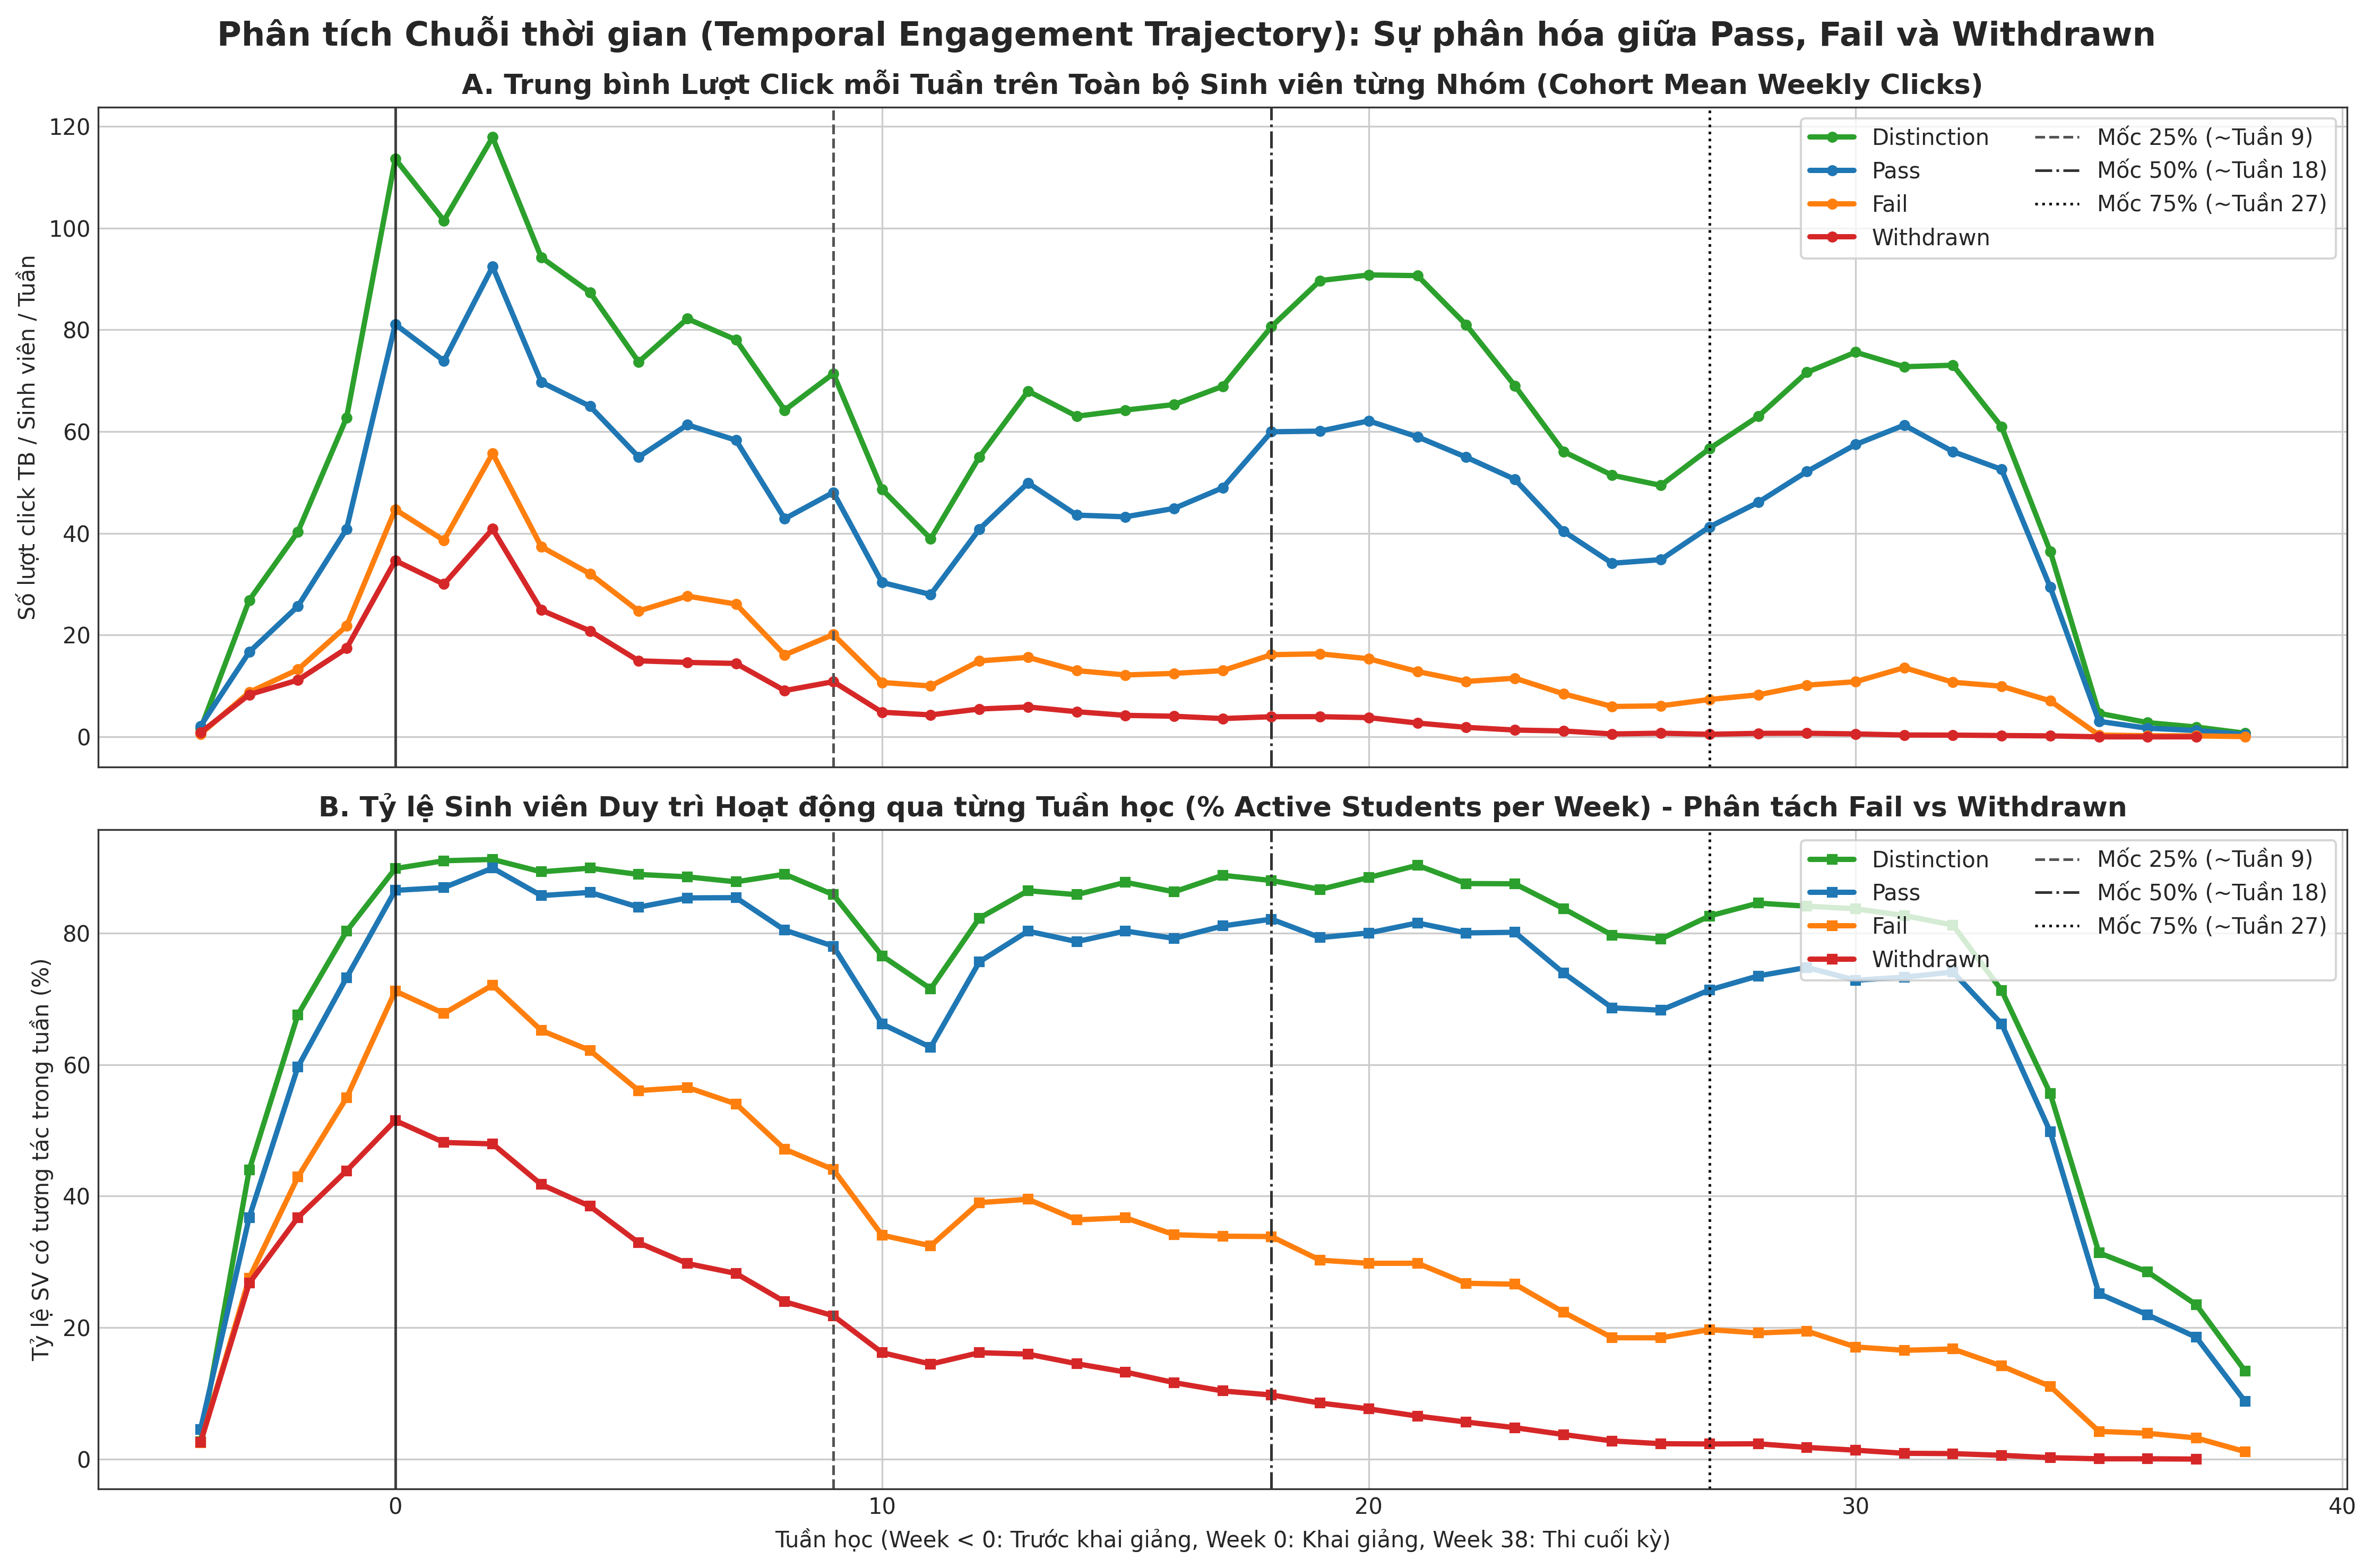 Phân tích Chuỗi thời gian (Temporal Engagement Trajectory): Sự phân hóa giữa Pass, Fail và Withdrawn
A. Trung bình Lượt Click mỗi Tuần trên Toàn bộ Sinh viên từng Nhóm (Cohort Mean Weekly Clicks)
Số lượt click TB / Sinh viên / Tuần
120
100
80
60
40
20
0
Distinction
Pass
Fail
Withdrawn
Mốc 25% (~Tuần 9)
Mốc 50% (~Tuần 18)
Mốc 75% (~Tuần 27)
B. Tỷ lệ Sinh viên Duy trì Hoạt động qua từng Tuần học (% Active Students per Week) - Phân tách Fail vs Withdrawn
Tỷ lệ SV có tương tác trong tuần (%)
80
60
40
20
0
Distinction
Pass
Fail
Withdrawn
Mốc 25% (~Tuần 9)
Mốc 50% (~Tuần 18)
Mốc 75% (~Tuần 27)
0
10
20
30
40
Tuần học (Week < 0: Trước khai giảng, Week 0: Khai giảng, Week 38: Thi cuối kỳ)